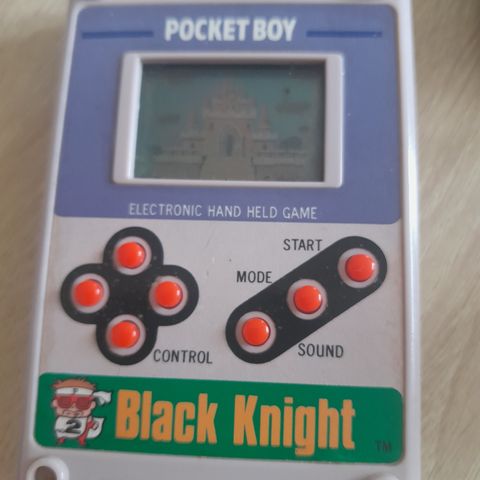 POCKET BOY
ELECTRONIC HAND HELD GAME
START
MODE
SOUND
CONTROL
2
Black Knight
TM